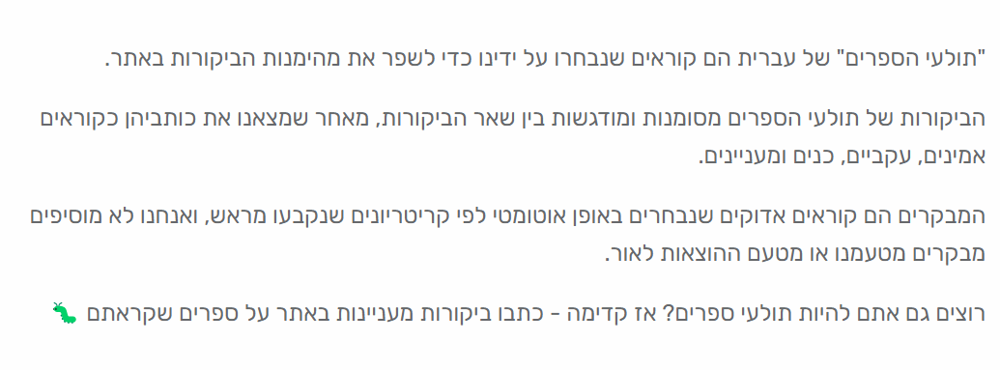 "תולעי הספרים" של עברית הם קוראים שנבחרו על ידינו כדי לשפר את מהימנות הביקורות באתר.
הביקורות של תולעי הספרים מסומנות ומודגשות בין שאר הביקורות, מאחר שמצאנו את כותביהן כקוראים
אמינים, עקביים, כנים ומעניינים.
המבקרים הם קוראים אדוקים שנבחרים באופן אוטומטי לפי קריטריונים שנקבעו מראש, ואנחנו לא מוסיפים
מבקרים מטעמנו או מטעם ההוצאות לאור.
רוצים גם אתם להיות תולעי ספרים? אז קדימה - כתבו ביקורות מעניינות באתר על ספרים שקראתם 🐛